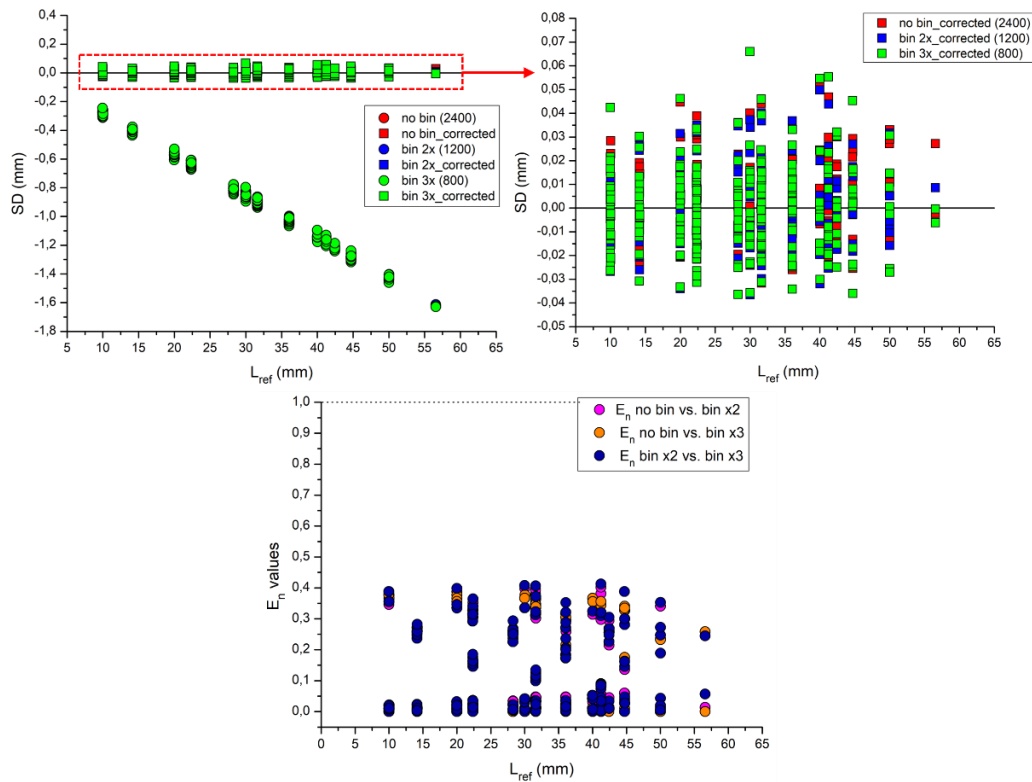 0,4
0,2
0,0
-0,2
-0,4
-0,6
-0,8
-1,0
-1,2
-1,4
-1,6
-1,8
SD (mm)
5 10 15 20 25 30 35 40 45 50 55 60 65
L_ref (mm)
no bin (2400)
no bin_corrected
bin 2x (1200)
bin 2x_corrected
bin 3x (800)
bin 3x_corrected
0,08
0,07
0,06
0,05
0,04
0,03
0,02
0,01
0,00
-0,01
-0,02
-0,03
-0,04
-0,05
SD (mm)
5 10 15 20 25 30 35 40 45 50 55 60 65
L_ref (mm)
no bin_corrected (2400)
bin 2x_corrected (1200)
bin 3x_corrected (800)
1,0
0,9
0,8
0,7
0,6
0,5
0,4
0,3
0,2
0,1
0,0
E_n values
0 5 10 15 20 25 30 35 40 45 50 55 60 65
L_ref (mm)
E_n no bin vs. bin x2
E_n no bin vs. bin x3
E_n bin x2 vs. bin x3